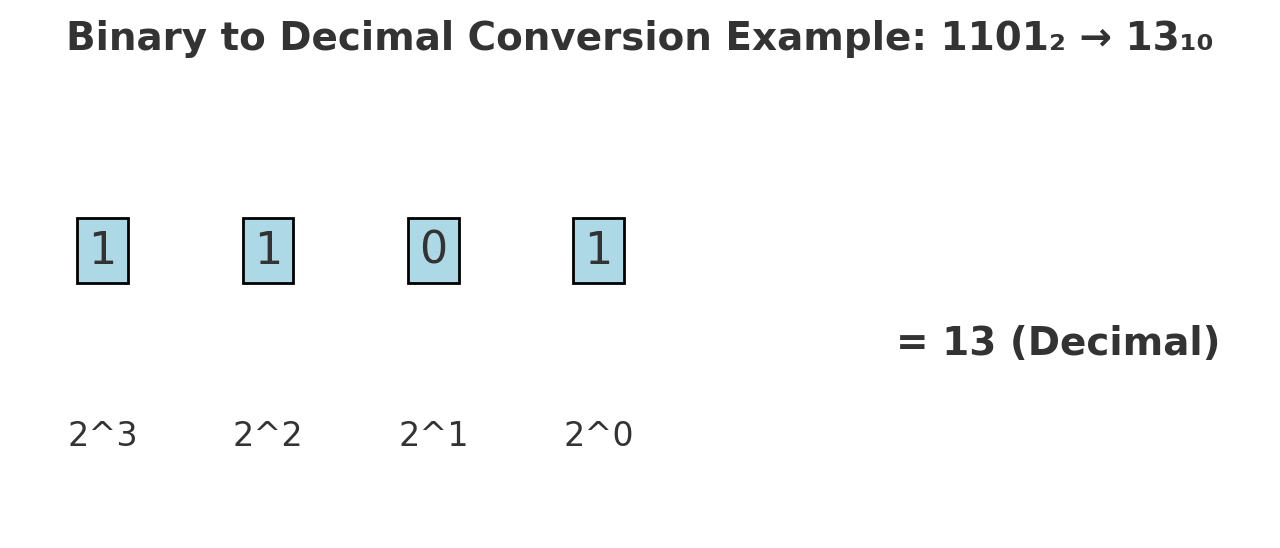 Binary to Decimal Conversion Example: 1101₂ → 13₁₀
1 1 0 1
= 13 (Decimal)
2^3 2^2 2^1 2^0